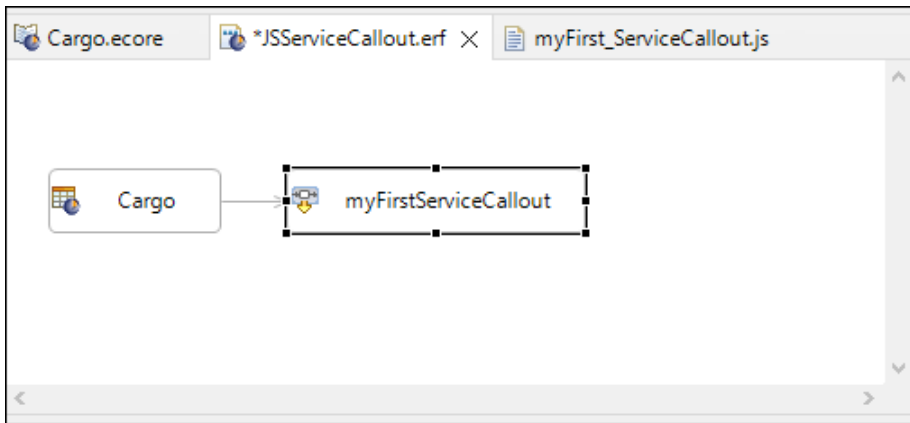 Cargo.ecore *JSServiceCallout.erf myFirst_ServiceCallout.js
Cargo myFirstServiceCallout